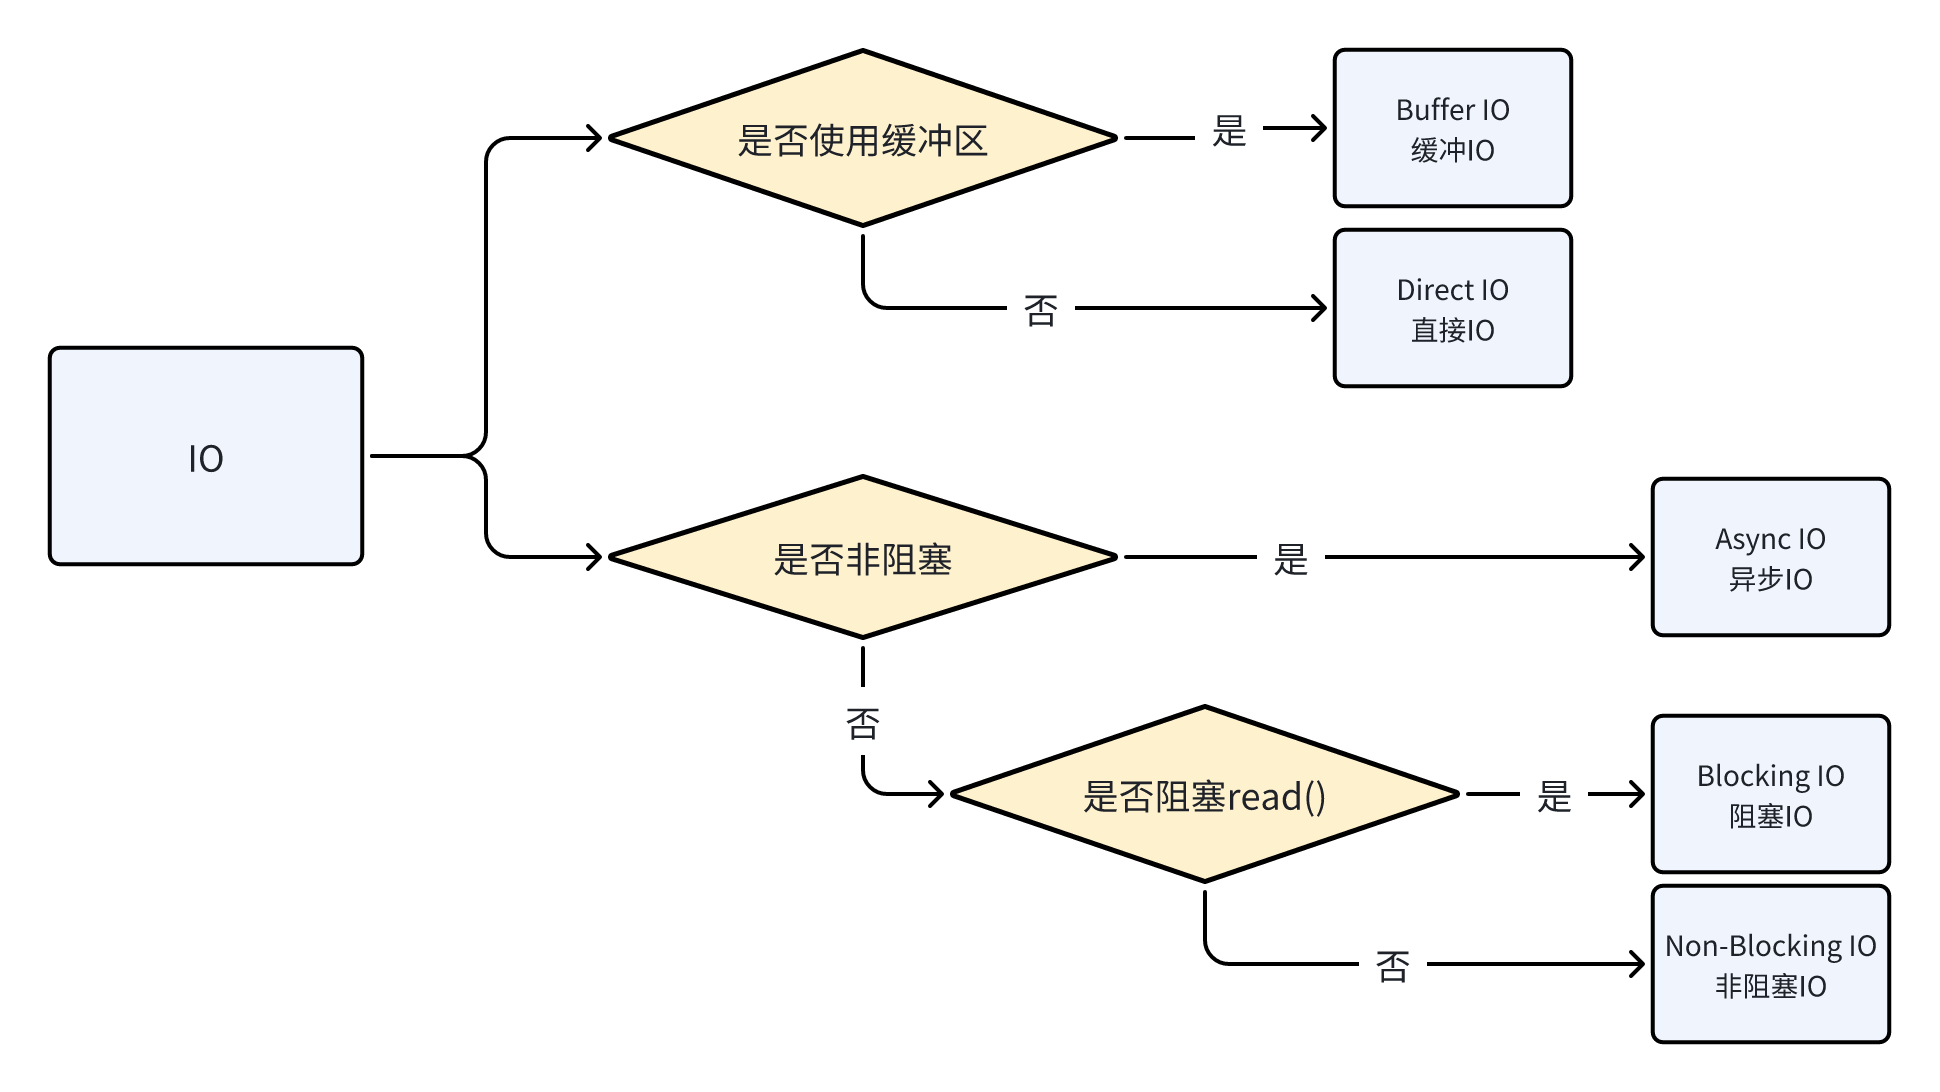 IO
是否使用缓冲区
是
Buffer IO
缓冲IO
否
Direct IO
直接IO
是否非阻塞
是
Async IO
异步IO
否
是否阻塞read()
是
Blocking IO
阻塞IO
否
Non-Blocking IO
非阻塞IO